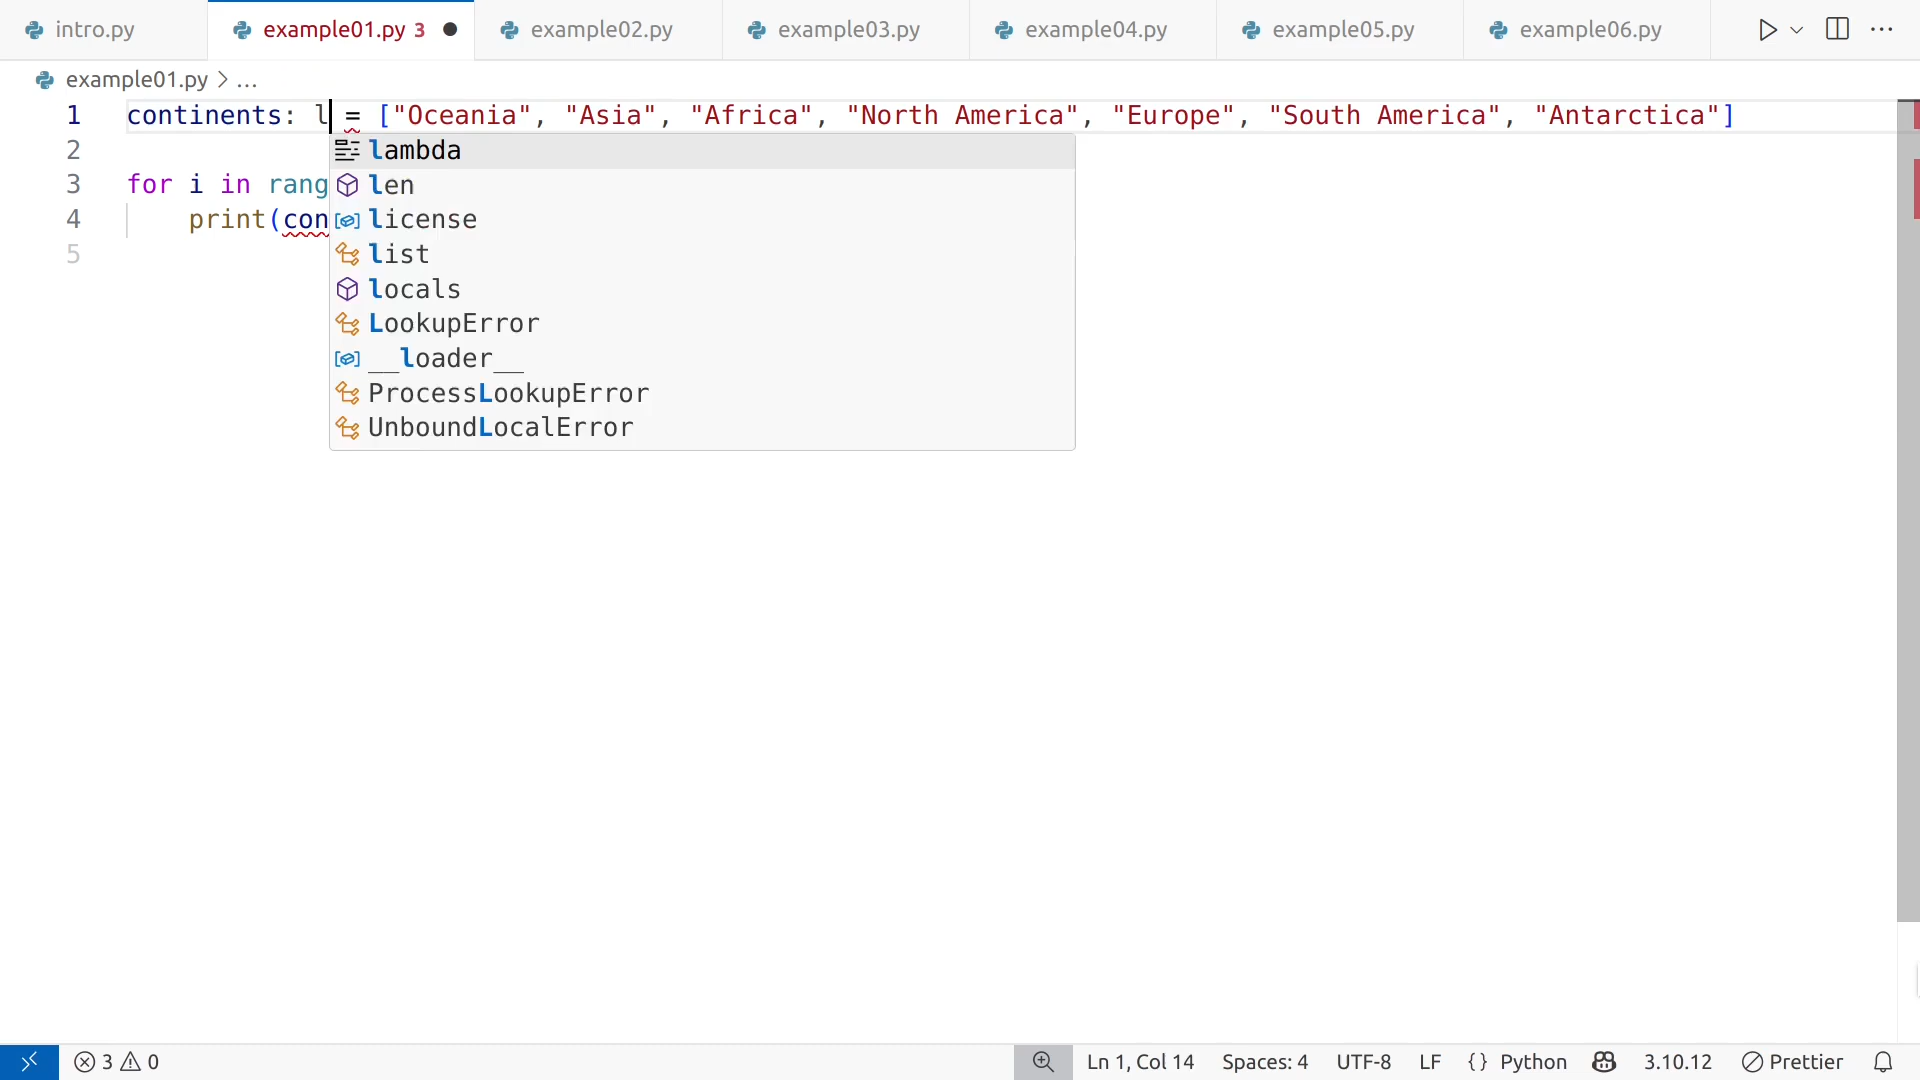 intro.py example01.py 3 example02.py example03.py example04.py example05.py example06.py
example01.py > ...
1 continents: l = ["Oceania", "Asia", "Africa", "North America", "Europe", "South America", "Antarctica"]
lambda
2
len
3 for i in rang
license
4 print(con
list
5
locals
LookupError
__loader__
ProcessLookupError
UnboundLocalError
3 0 Ln 1, Col 14 Spaces: 4 UTF-8 LF {} Python 3.10.12 Prettier